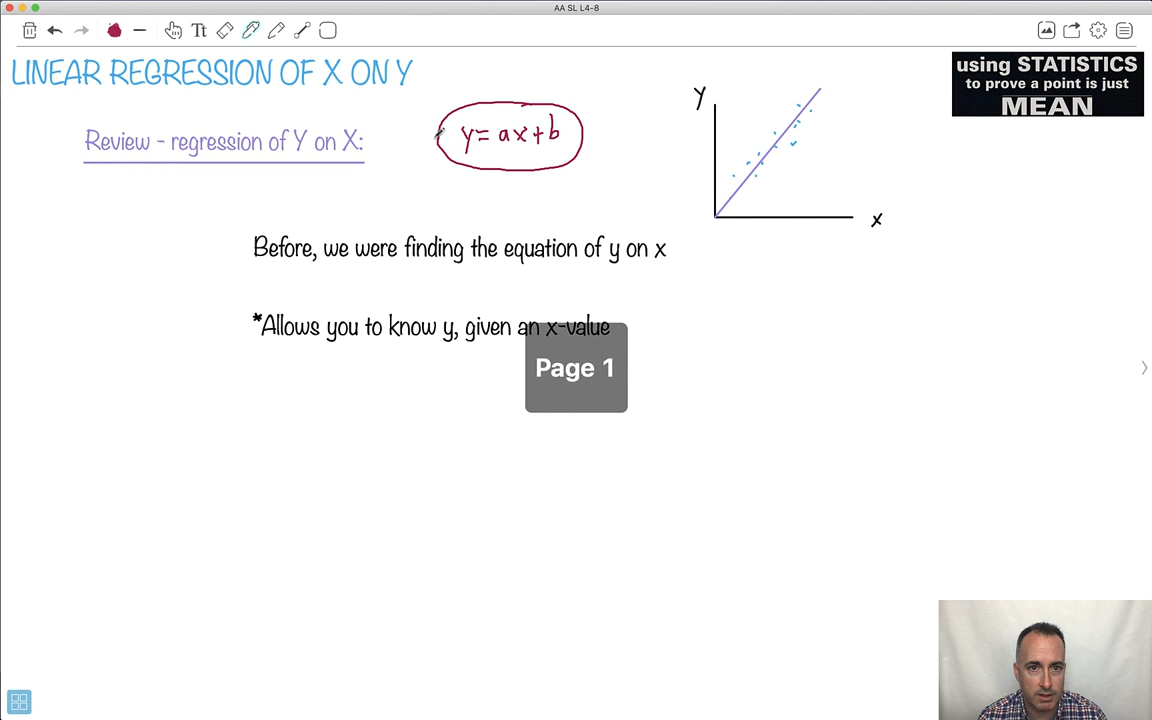 AA SL L4-8
Tt
LINEAR REGRESSION OF X ON Y
using STATISTICS
to prove a point is just
MEAN
Review - regression of Y on X:
y = ax + b
Y
x
Before, we were finding the equation of y on x
*Allows you to know y, given an x-value
Page 1